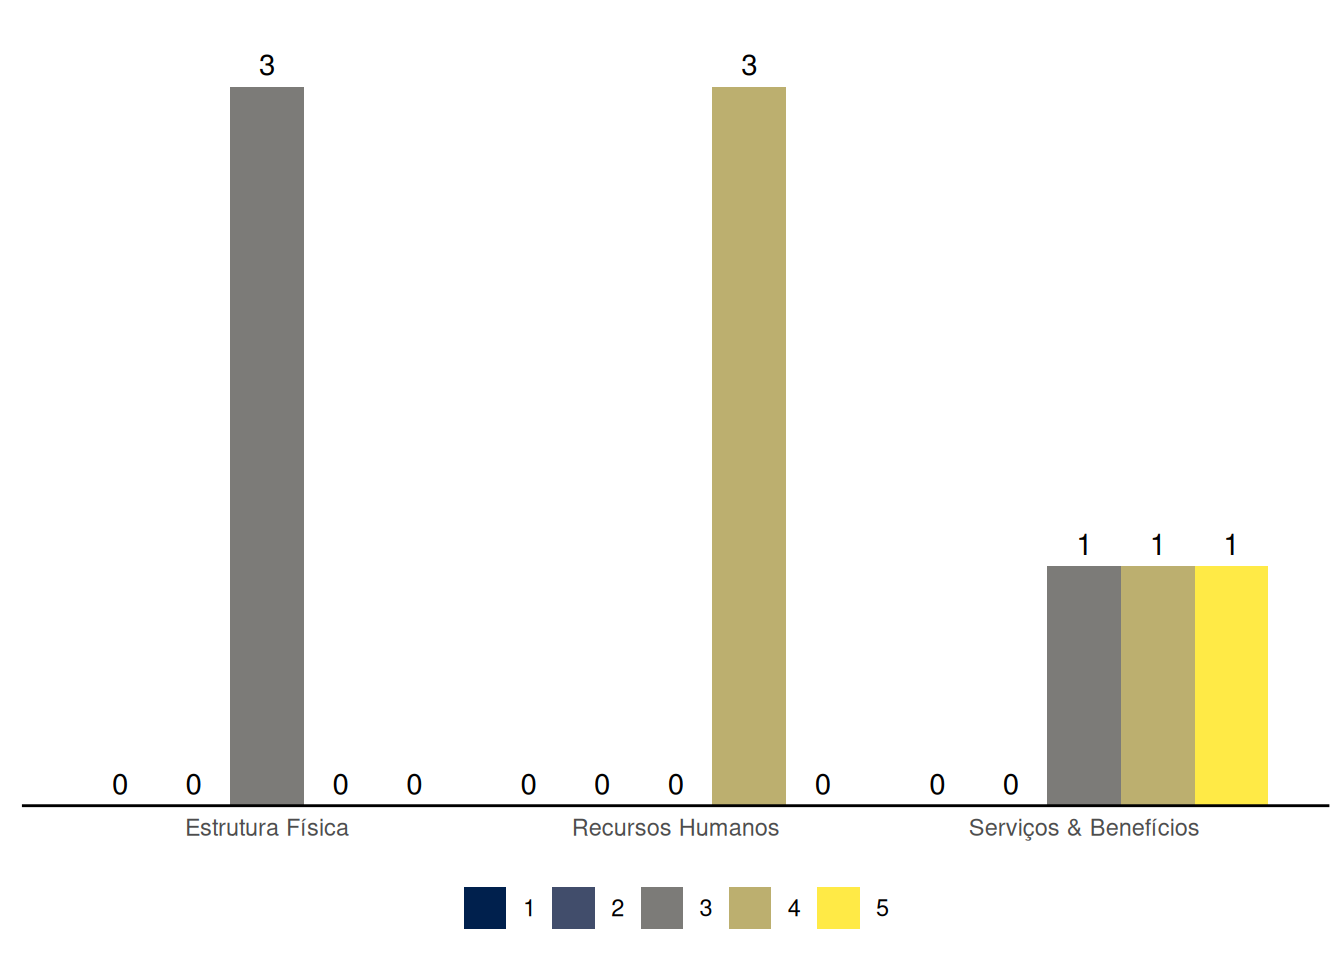 3 3
1 1 1
0 0 0 0 0 0 0 0 0 0
Estrutura Física Recursos Humanos Serviços & Benefícios
1 2 3 4 5